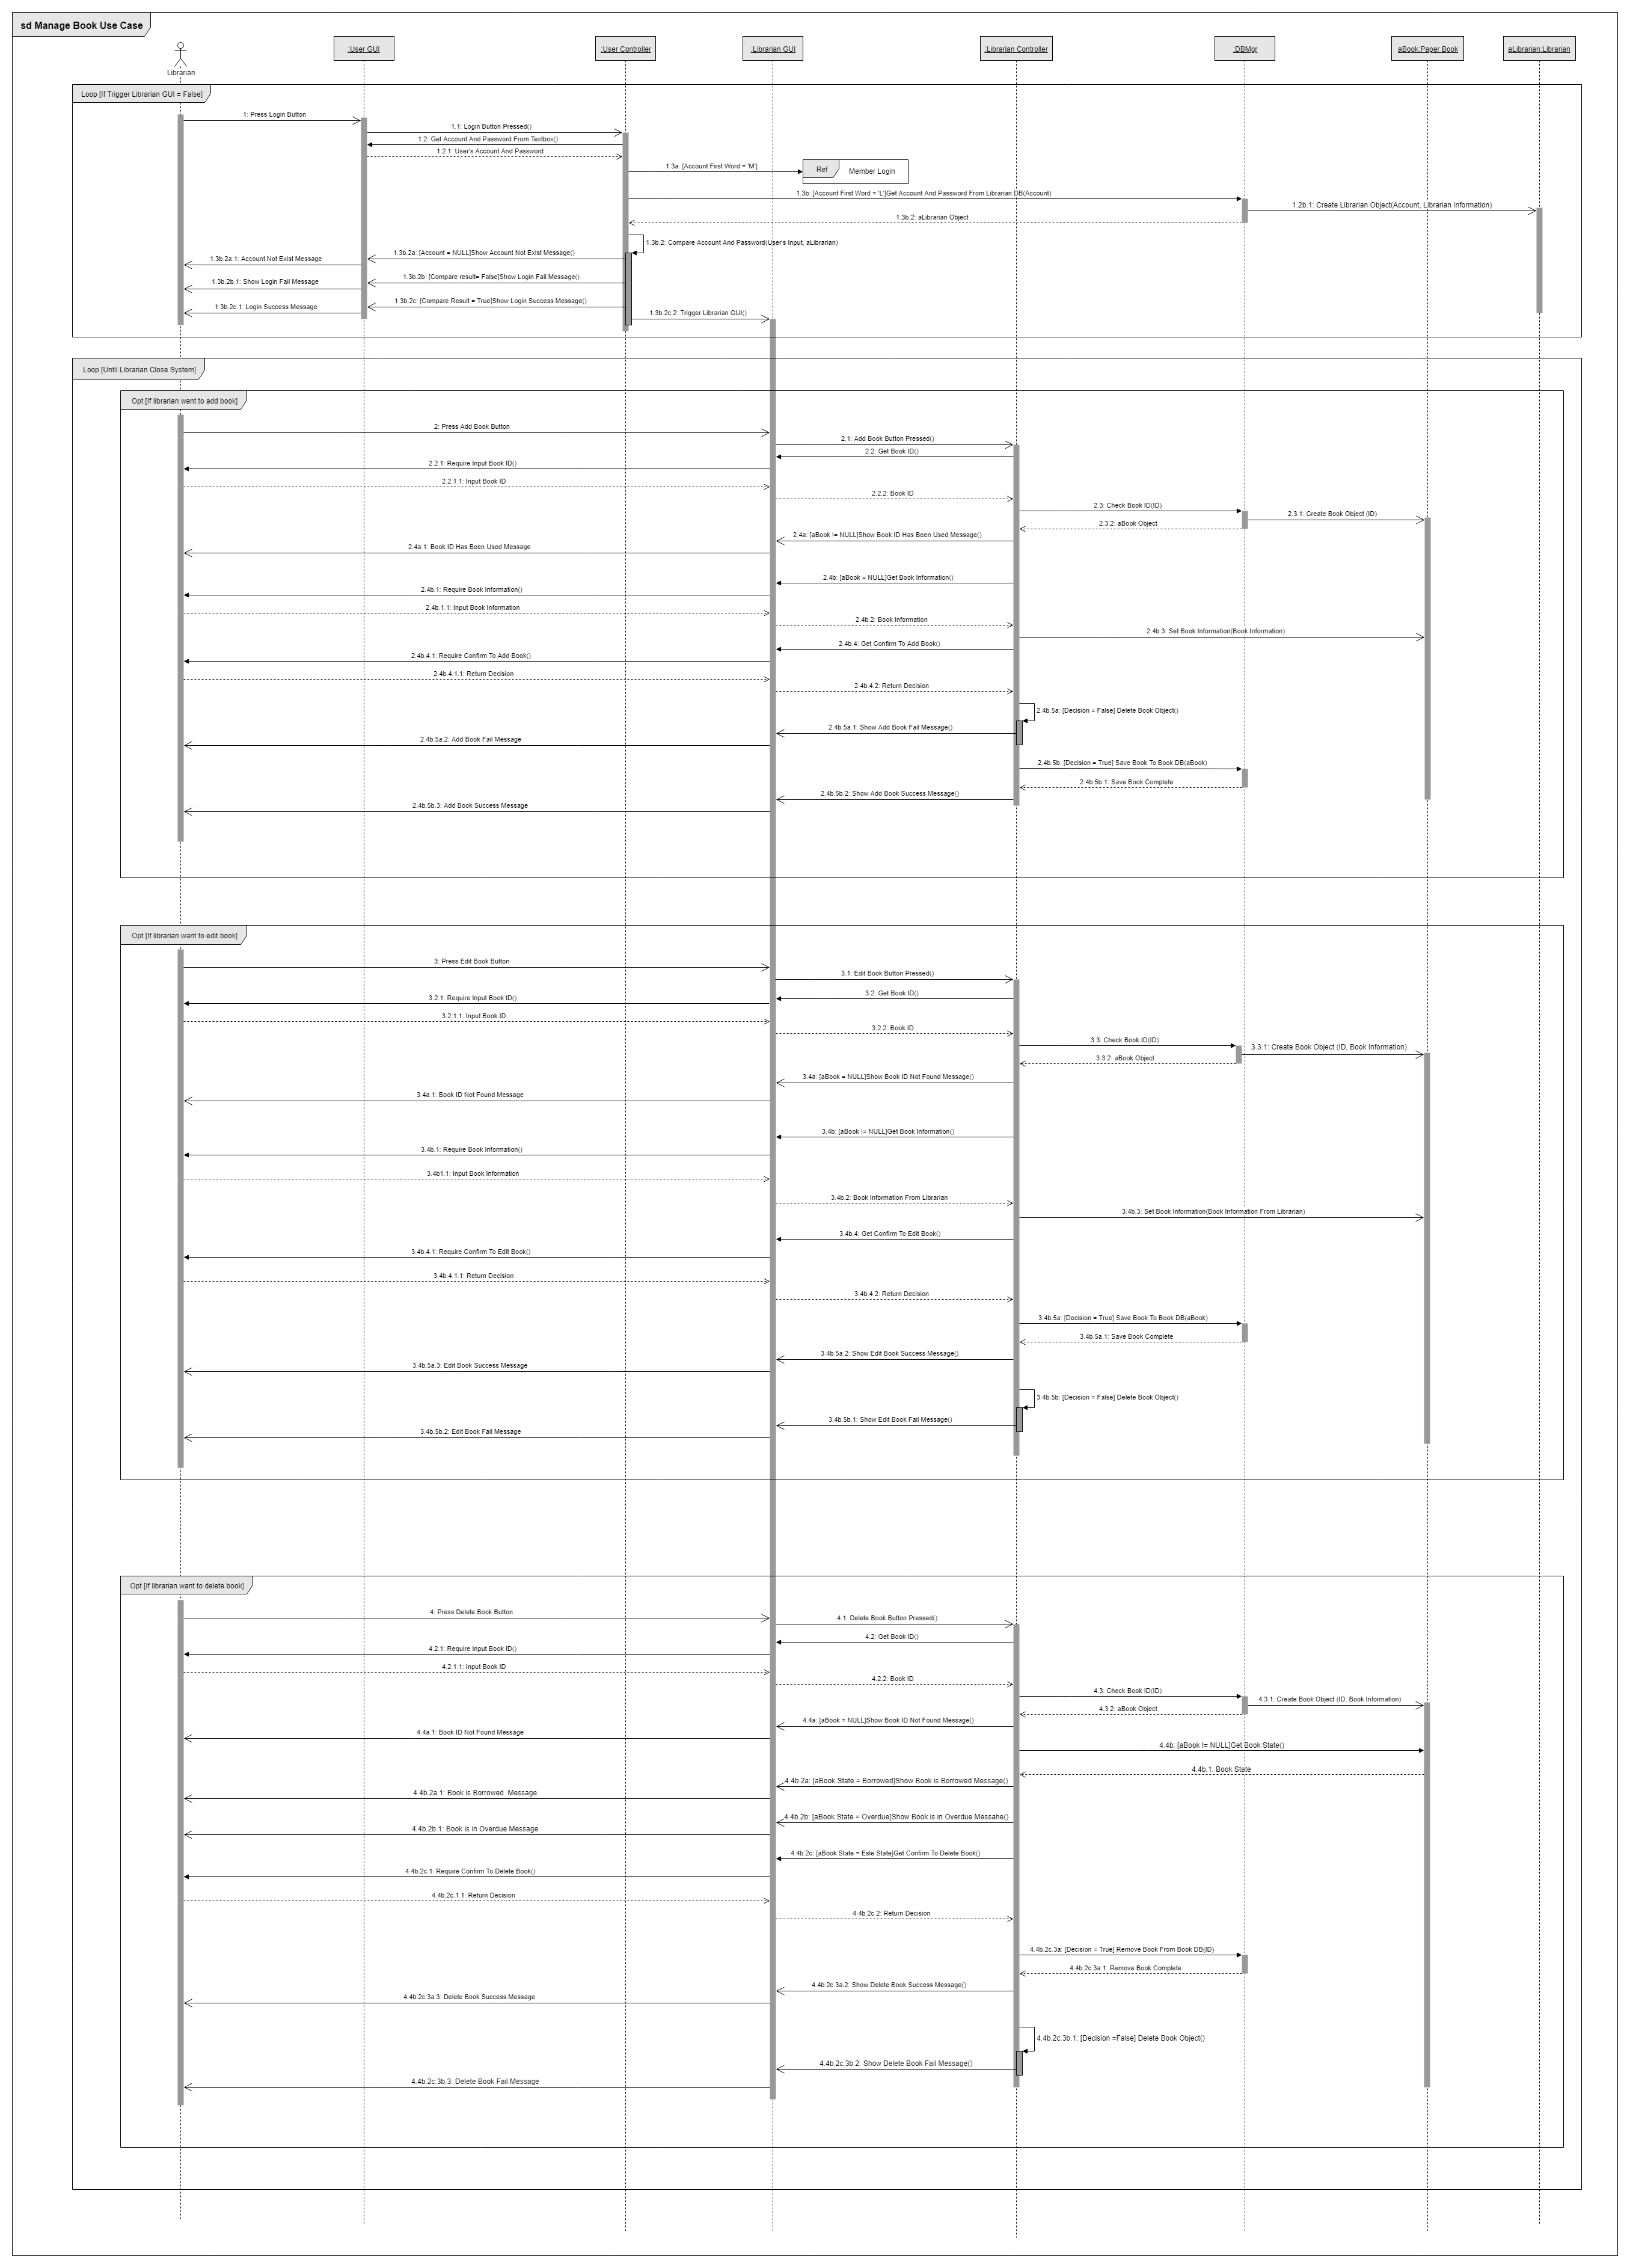 sd Manage Book Use Case
Librarian
:User GUI
:User Controller
:Librarian GUI
:Librarian Controller
:DBMgr
aBook:Paper Book
aLibrarian:Librarian
Loop [If Trigger Librarian GUI = False]
1: Press Login Button
1.1: Login Button Pressed()
1.2: Get Account And Password From Textbox()
1.2.1: User's Account And Password
1.3a: [Account First Word = 'M']
Ref
Member Login
1.3b: [Account First Word = 'L']Get Account And Password From Librarian DB(Account)
1.2b.1: Create Librarian Object(Account, Librarian Information)
1.3b.2: aLibrarian Object
1.3b.2: Compare Account And Password(User's Input, aLibrarian)
1.3b.2a: [Account = NULL]Show Account Not Exist Message()
1.3b.2a.1: Account Not Exist Message
1.3b.2b: [Compare result= False]Show Login Fail Message()
1.3b.2b.1: Show Login Fail Message
1.3b.2c: [Compare Result = True]Show Login Success Message()
1.3b.2c.1: Login Success Message
1.3b.2c.2: Trigger Librarian GUI()
Loop [Until Librarian Close System]
Opt [If librarian want to add book]
2: Press Add Book Button
2.1: Add Book Button Pressed()
2.2: Get Book ID()
2.2.1: Require Input Book ID()
2.2.1.1: Input Book ID
2.2.2: Book ID
2.3: Check Book ID(ID)
2.3.1: Create Book Object (ID)
2.3.2: aBook Object
2.4a: [aBook != NULL]Show Book ID Has Been Used Message()
2.4a.1: Book ID Has Been Used Message
2.4b: [aBook = NULL]Get Book Information()
2.4b.1: Require Book Information()
2.4b.1.1: Input Book Information
2.4b.2: Book Information
2.4b.3: Set Book Information(Book Information)
2.4b.4: Get Confirm To Add Book()
2.4b.4.1: Require Confirm To Add Book()
2.4b.4.1.1: Return Decision
2.4b.4.2: Return Decision
2.4b.5a: [Decision = False] Delete Book Object()
2.4b.5a.1: Show Add Book Fail Message()
2.4b.5a.2: Add Book Fail Message
2.4b.5b: [Decision = True] Save Book To Book DB(aBook)
2.4b.5b.1: Save Book Complete
2.4b.5b.2: Show Add Book Success Message()
2.4b.5b.3: Add Book Success Message
Opt [If librarian want to edit book]
3: Press Edit Book Button
3.1: Edit Book Button Pressed()
3.2: Get Book ID()
3.2.1: Require Input Book ID()
3.2.1.1: Input Book ID
3.2.2: Book ID
3.3: Check Book ID(ID)
3.3.1: Create Book Object (ID, Book Information)
3.3.2: aBook Object
3.4a: [aBook = NULL]Show Book ID Not Found Message()
3.4a.1: Book ID Not Found Message
3.4b: [aBook != NULL]Get Book Information()
3.4b.1: Require Book Information()
3.4b1.1: Input Book Information
3.4b.2: Book Information From Librarian
3.4b.3: Set Book Information(Book Information From Librarian)
3.4b.4: Get Confirm To Edit Book()
3.4b.4.1: Require Confirm To Edit Book()
3.4b.4.1.1: Return Decision
3.4b.4.2: Return Decision
3.4b.5a: [Decision = True] Save Book To Book DB(aBook)
3.4b.5a.1: Save Book Complete
3.4b.5a.2: Show Edit Book Success Message()
3.4b.5a.3: Edit Book Success Message
3.4b.5b: [Decision = False] Delete Book Object()
3.4b.5b.1: Show Edit Book Fail Message()
3.4b.5b.2: Edit Book Fail Message
Opt [If librarian want to delete book]
4: Press Delete Book Button
4.1: Delete Book Button Pressed()
4.2: Get Book ID()
4.2.1: Require Input Book ID()
4.2.1.1: Input Book ID
4.2.2: Book ID
4.3: Check Book ID(ID)
4.3.1: Create Book Object (ID, Book Information)
4.3.2: aBook Object
4.4a: [aBook = NULL]Show Book ID Not Found Message()
4.4a.1: Book ID Not Found Message
4.4b: [aBook != NULL]Get Book State()
4.4b.1: Book State
4.4b.2a: [aBook.State = Borrowed]Show Book is Borrowed Message()
4.4b.2a.1: Book is Borrowed  Message
4.4b.2b: [aBook.State = Overdue]Show Book is in Overdue Messahe()
4.4b.2b.1: Book is in Overdue Message
4.4b.2c: [aBook.State = Esle State]Get Confirm To Delete Book()
4.4b.2c.1: Require Confirm To Delete Book()
4.4b.2c.1.1: Return Decision
4.4b.2c.2: Return Decision
4.4b.2c.3a: [Decision = True] Remove Book From Book DB(ID)
4.4b.2c.3a.1: Remove Book Complete
4.4b.2c.3a.2: Show Delete Book Success Message()
4.4b.2c.3a.3: Delete Book Success Message
4.4b.2c.3b.1: [Decision =False] Delete Book Object()
4.4b.2c.3b.2: Show Delete Book Fail Message()
4.4b.2c.3b.3: Delete Book Fail Message